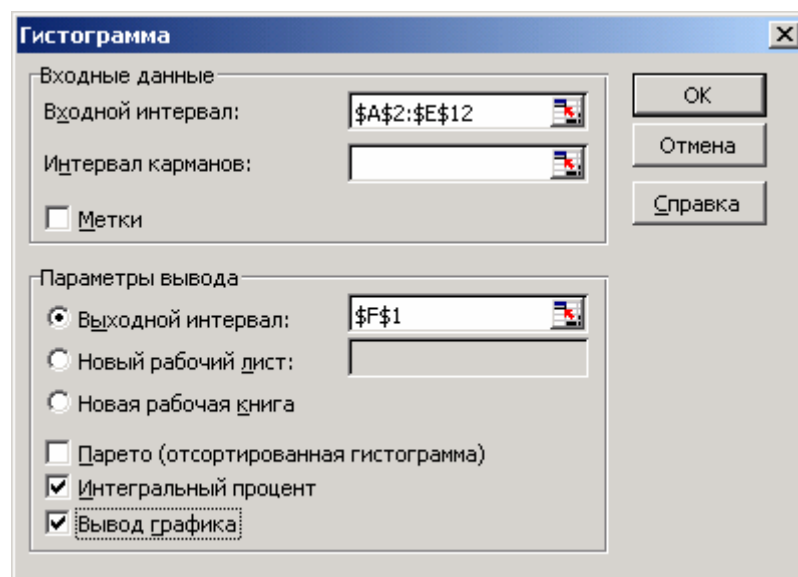 Гистограмма
Входные данные
Входной интервал: $A$2:$E$12
Интервал карманов:
Метки
OK
Отмена
Справка
Параметры вывода
Выходной интервал: $F$1
Новый рабочий лист:
Новая рабочая книга
Парето (отсортированная гистограмма)
Интегральный процент
Вывод графика